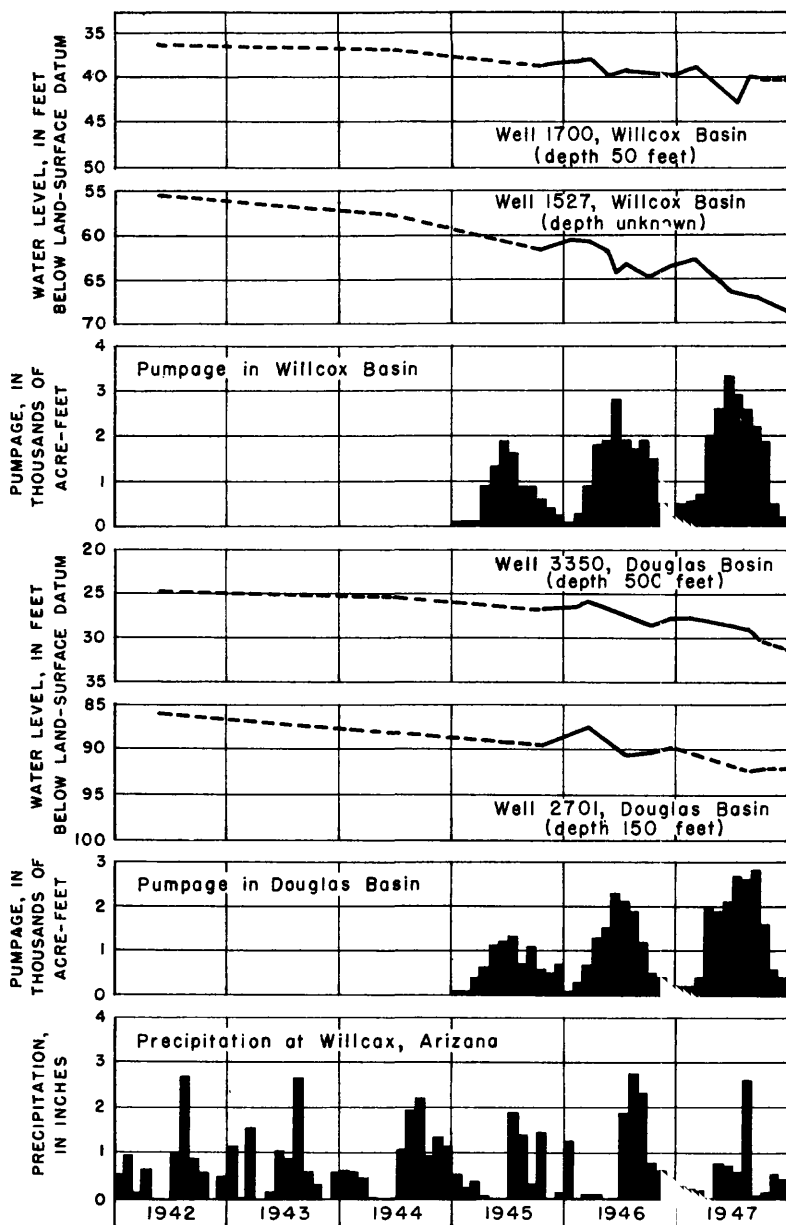 WATER LEVEL, IN FEET
BELOW LAND-SURFACE DATUM
35
40
45
50
Well 1700, Willcox Basin
(depth 50 feet)
55
60
65
70
Well 1527, Willcox Basin
(depth unknown)
PUMPAGE, IN
THOUSANDS OF
ACRE-FEET
4
3
2
1
0
Pumpage in Willcox Basin
WATER LEVEL, IN FEET
BELOW LAND-SURFACE DATUM
20
25
30
35
Well 3350, Douglas Basin
(depth 500 feet)
85
90
95
100
Well 2701, Douglas Basin
(depth 150 feet)
PUMPAGE, IN
THOUSANDS OF
ACRE-FEET
3
2
1
0
Pumpage in Douglas Basin
PRECIPITATION,
IN INCHES
4
3
2
1
0
Precipitation at Willcox, Arizona
1942 1943 1944 1945 1946 1947